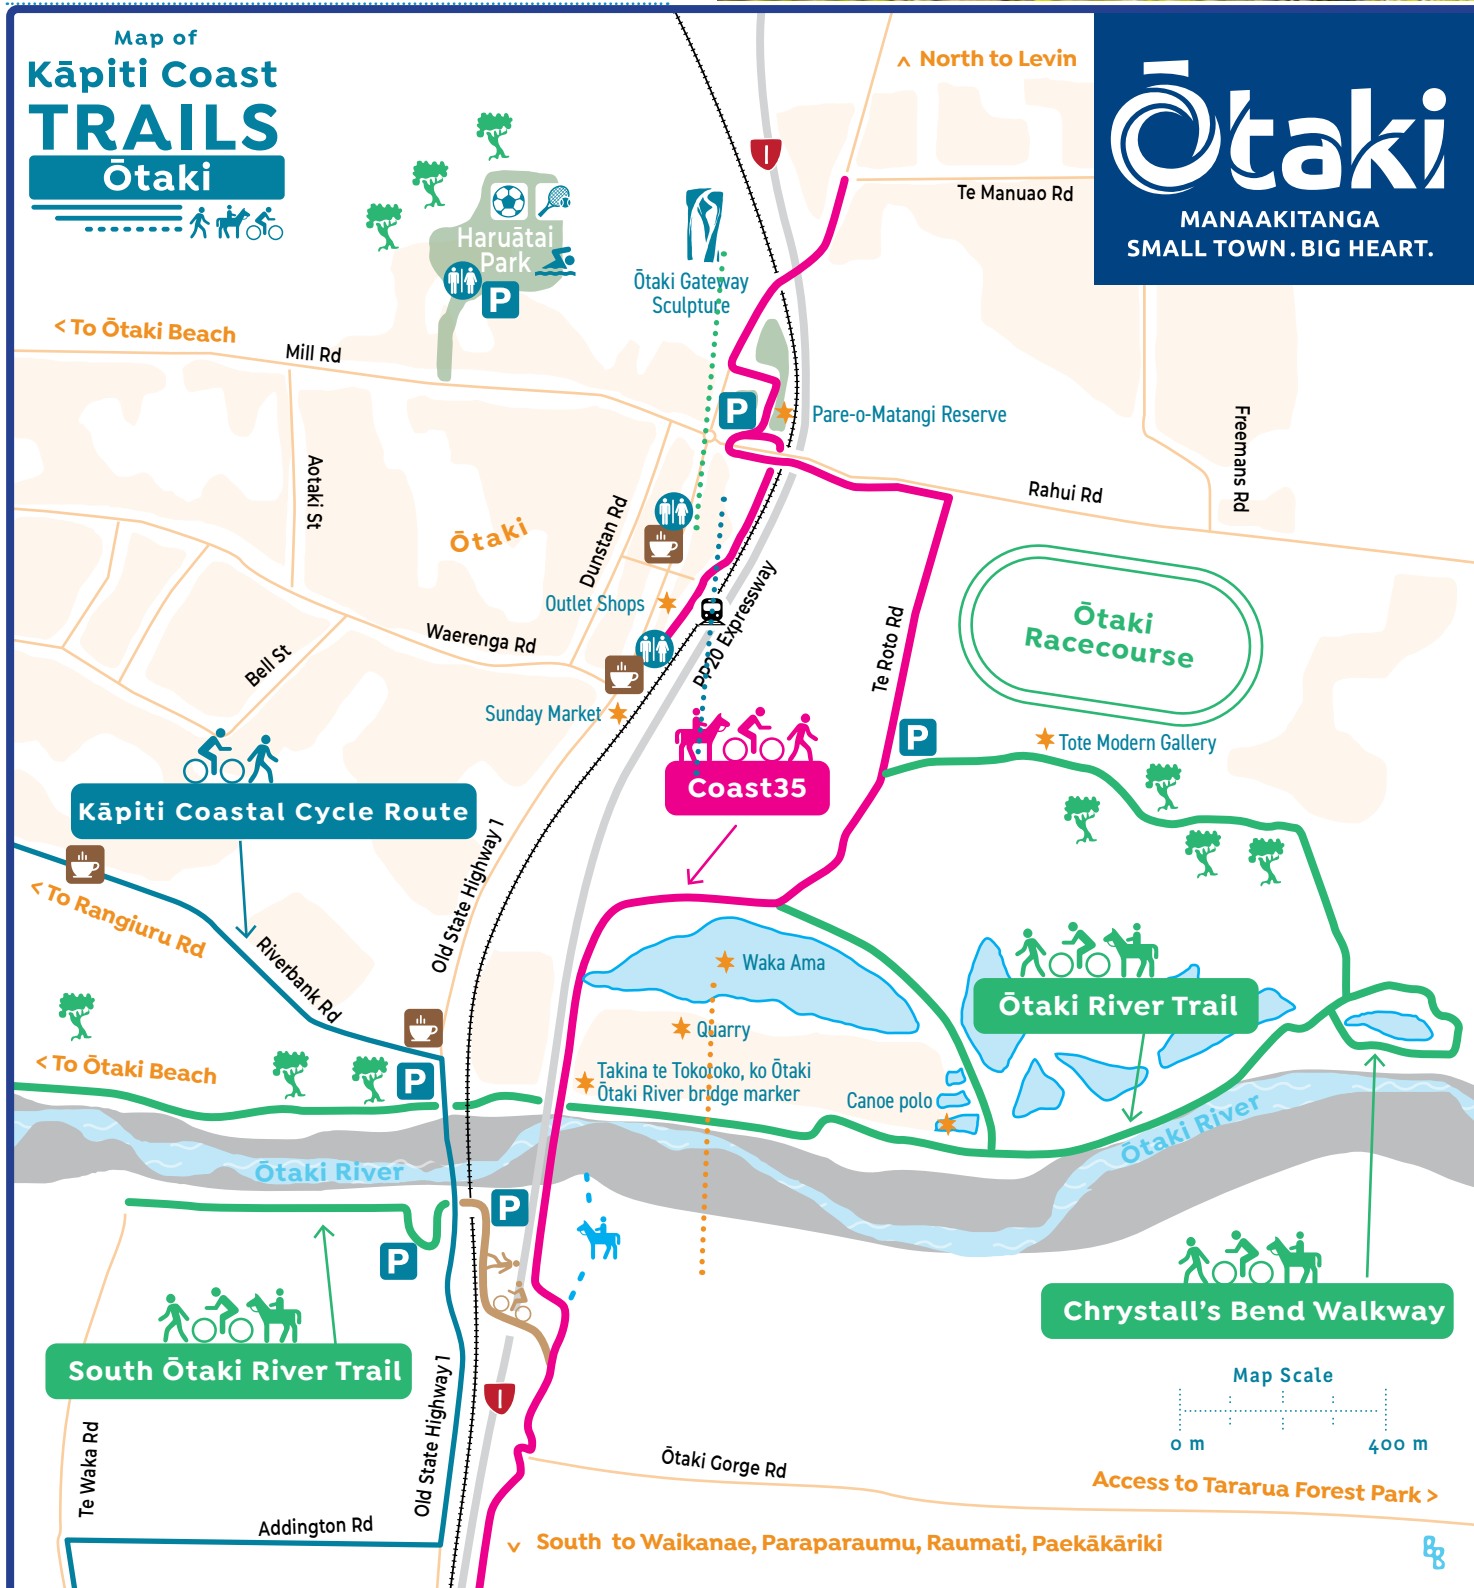 Map of
Kāpiti Coast
TRAILS
Ōtaki
ʌ North to Levin
Ōtaki
MANAAKITANGA
SMALL TOWN. BIG HEART.
Te Manuao Rd
I
Haruātai
Park
P
Ōtaki Gateway
Sculpture
< To Ōtaki Beach
Mill Rd
P
Pare-o-Matangi Reserve
Freemans Rd
Aotaki St
Rahui Rd
Ōtaki
Dunstan Rd
Outlet Shops
PP20 Expressway
Te Roto Rd
Ōtaki
Racecourse
Waerenga Rd
Bell St
Sunday Market
P
Tote Modern Gallery
Coast35
Kāpiti Coastal Cycle Route
Old State Highway 1
< To Rangiuru Rd
Riverbank Rd
Waka Ama
Ōtaki River Trail
Quarry
< To Ōtaki Beach
P
Takina te Tokotoko, ko Ōtaki
Ōtaki River bridge marker
Canoe polo
Ōtaki River
Ōtaki River
P
P
Chrystall's Bend Walkway
South Ōtaki River Trail
Map Scale
0 m 400 m
I
Te Waka Rd
Old State Highway 1
Ōtaki Gorge Rd
Access to Tararua Forest Park >
Addington Rd
v South to Waikanae, Paraparaumu, Raumati, Paekākāriki
BB